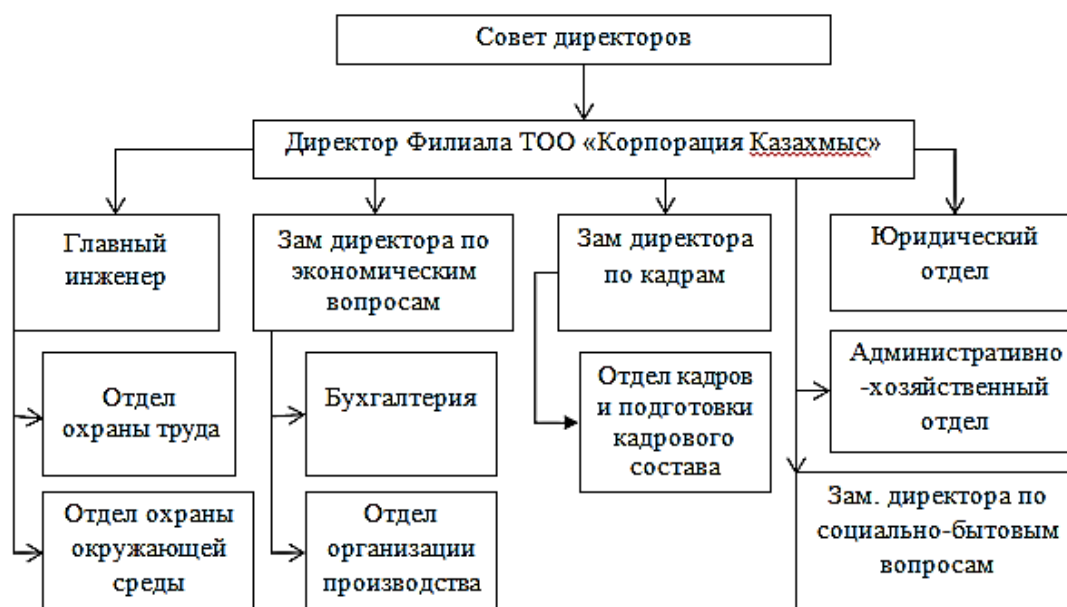 Совет директоров
Директор Филиала ТОО «Корпорация Казахмыс»
Главный
инженер
Зам директора по
экономическим
вопросам
Зам директора
по кадрам
Юридический
отдел
Отдел
охраны труда
Бухгалтерия
Отдел кадров
и подготовки
кадрового
состава
Административно
-хозяйственный
отдел
Отдел охраны
окружающей
среды
Отдел
организации
производства
Зам. директора по
социально-бытовым
вопросам